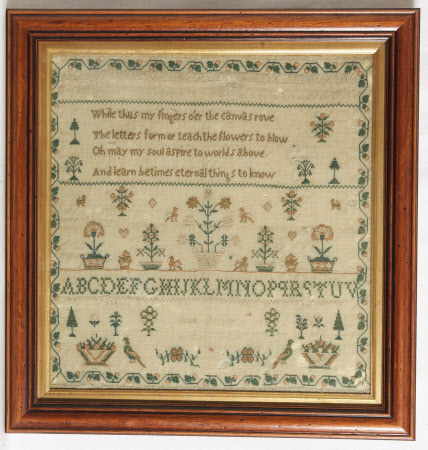 While thus my fingers o'er the canvas rove
The letters form or teach the flowers to blow
Oh may my soul aspire to worlds above
And learn betimes eternal things to know
ABCDEFGHIJKLMNOPQRSTUV